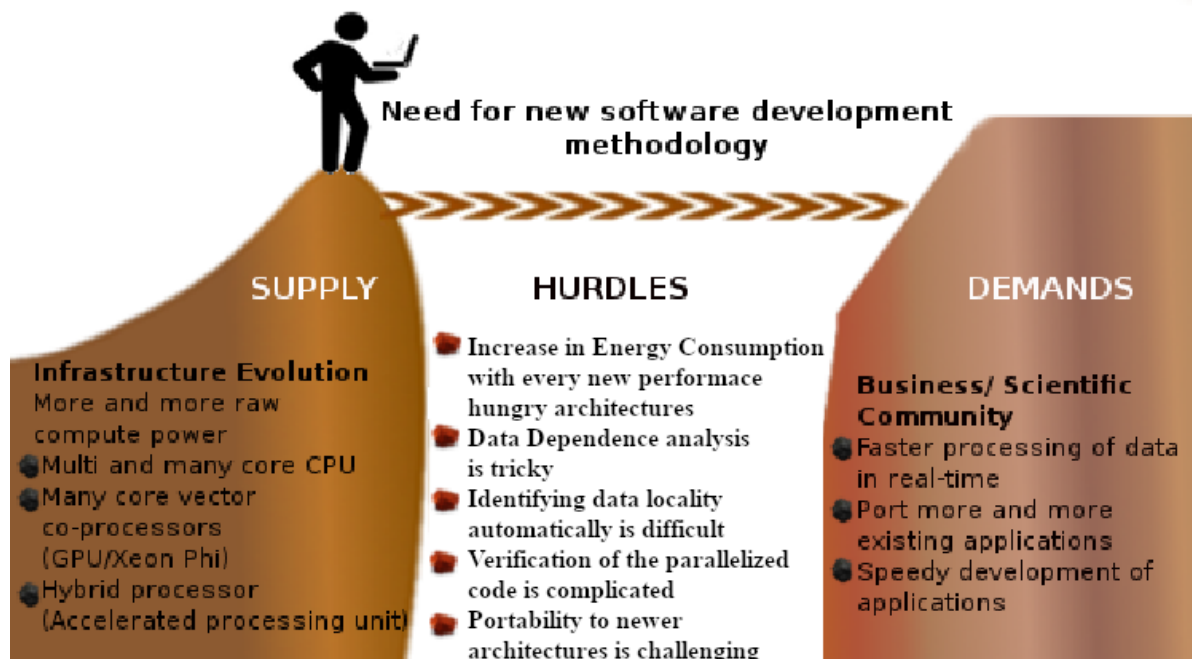 Need for new software development
methodology
SUPPLY
Infrastructure Evolution
More and more raw
compute power
Multi and many core CPU
Many core vector
co-processors
(GPU/Xeon Phi)
Hybrid processor
(Accelerated processing unit)
HURDLES
Increase in Energy Consumption
with every new performace
hungry architectures
Data Dependence analysis
is tricky
Identifying data locality
automatically is difficult
Verification of the parallelized
code is complicated
Portability to newer
architectures is challenging
DEMANDS
Business/ Scientific
Community
Faster processing of data
in real-time
Port more and more
existing applications
Speedy development of
applications